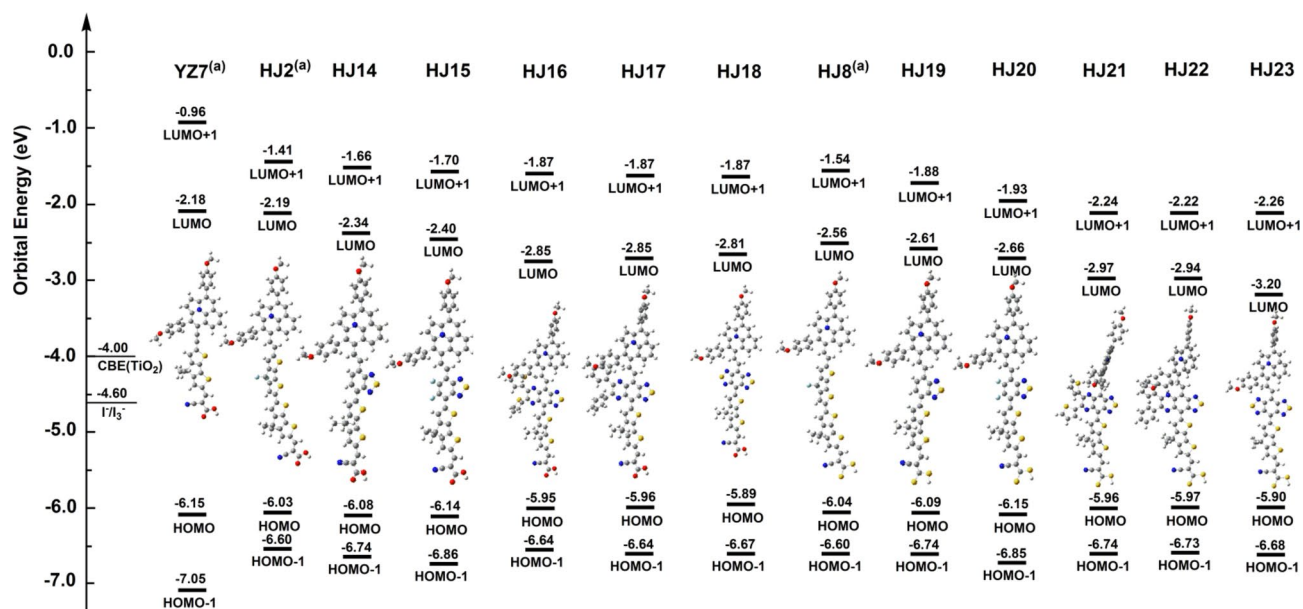 0.0
YZ7(a) HJ2(a) HJ14 HJ15 HJ16 HJ17 HJ18 HJ8(a) HJ19 HJ20 HJ21 HJ22 HJ23
-0.96
-1.0
LUMO+1
-1.41 -1.66 -1.70 -1.87 -1.87 -1.87 -1.54 -1.88 -1.93 -2.24 -2.22 -2.26
LUMO+1 LUMO+1 LUMO+1 LUMO+1 LUMO+1 LUMO+1 LUMO+1 LUMO+1 LUMO+1 LUMO+1 LUMO+1 LUMO+1
Orbital Energy (eV)
-2.0
-2.18 -2.19 -2.34 -2.40 -2.85 -2.85 -2.81 -2.56 -2.61 -2.66 -2.97 -2.94 -3.20
LUMO LUMO LUMO LUMO LUMO LUMO LUMO LUMO LUMO LUMO LUMO LUMO LUMO
-3.0
-4.0
-4.00
CBE(TiO2)
-4.60
I-/I3-
-5.0
-6.0
-6.15 -6.03 -6.08 -6.14 -5.95 -5.96 -5.89 -6.04 -6.09 -6.15 -5.96 -5.97 -5.90
HOMO HOMO HOMO HOMO HOMO HOMO HOMO HOMO HOMO HOMO HOMO HOMO HOMO
-6.60 -6.74 -6.86 -6.64 -6.64 -6.67 -6.60 -6.74 -6.85 -6.74 -6.73 -6.68
HOMO-1 HOMO-1 HOMO-1 HOMO-1 HOMO-1 HOMO-1 HOMO-1 HOMO-1 HOMO-1 HOMO-1 HOMO-1 HOMO-1
-7.0
-7.05
HOMO-1